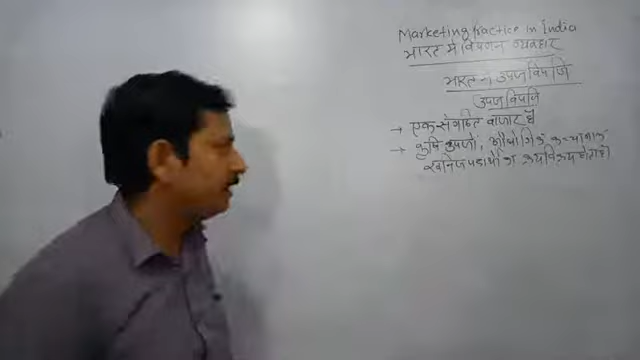 Marketing Practice in India
भारत में विपणन व्यवहार
भारत में उपज विपणि
उपज विपणि
→ एक संगठित बाजार है
→ कृषि उपजों, औद्योगिक कच्चा माल
खनिज पदार्थो का क्रय विक्रय होता है।